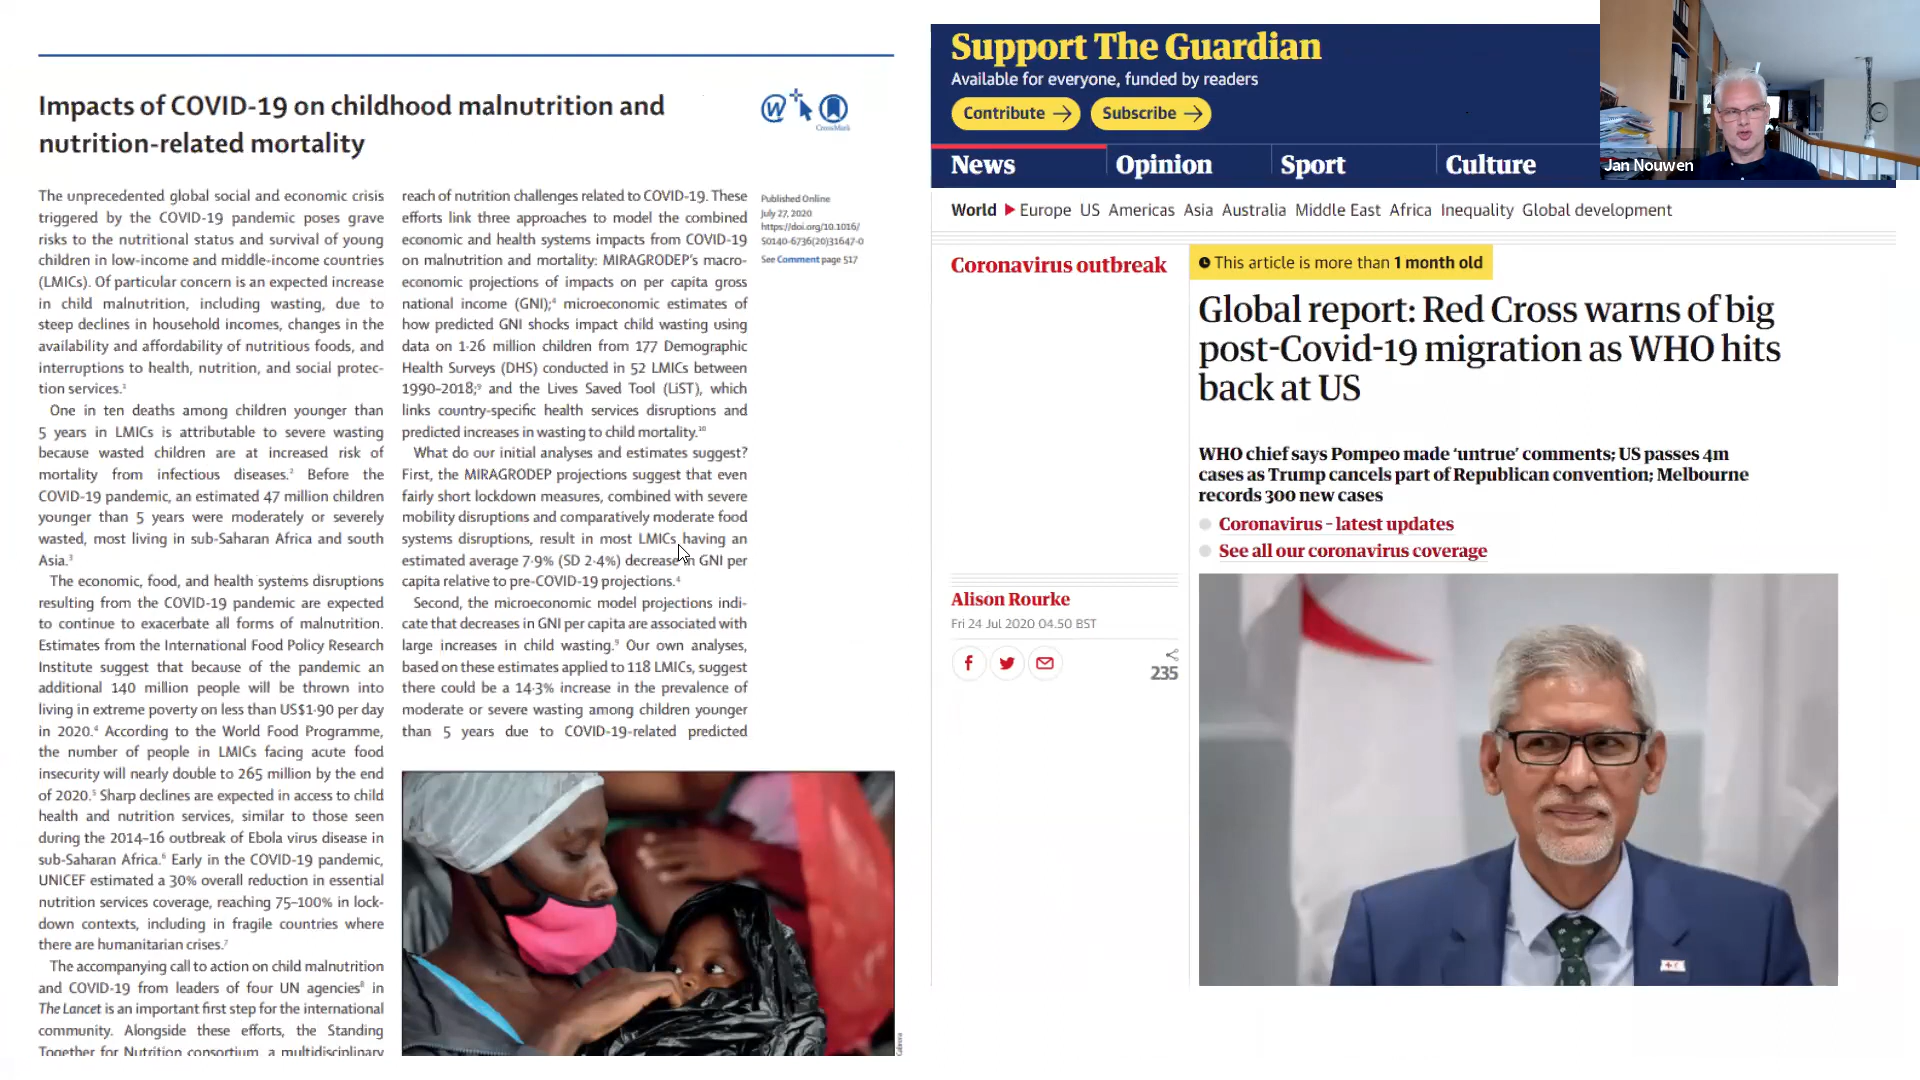 Impacts of COVID-19 on childhood malnutrition and
nutrition-related mortality
W
CrossMark
The unprecedented global social and economic crisis
triggered by the COVID-19 pandemic poses grave
risks to the nutritional status and survival of young
children in low-income and middle-income countries
(LMICs). Of particular concern is an expected increase
in child malnutrition, including wasting, due to
steep declines in household incomes, changes in the
availability and affordability of nutritious foods, and
interruptions to health, nutrition, and social protec-
tion services.¹
One in ten deaths among children younger than
5 years in LMICs is attributable to severe wasting
because wasted children are at increased risk of
mortality from infectious diseases.² Before the
COVID-19 pandemic, an estimated 47 million children
younger than 5 years were moderately or severely
wasted, most living in sub-Saharan Africa and south
Asia.³
The economic, food, and health systems disruptions
resulting from the COVID-19 pandemic are expected
to continue to exacerbate all forms of malnutrition.
Estimates from the International Food Policy Research
Institute suggest that because of the pandemic an
additional 140 million people will be thrown into
living in extreme poverty on less than US$1·90 per day
in 2020.⁴ According to the World Food Programme,
the number of people in LMICs facing acute food
insecurity will nearly double to 265 million by the end
of 2020.⁵ Sharp declines are expected in access to child
health and nutrition services, similar to those seen
during the 2014–16 outbreak of Ebola virus disease in
sub-Saharan Africa.⁶ Early in the COVID-19 pandemic,
UNICEF estimated a 30% overall reduction in essential
nutrition services coverage, reaching 75–100% in lock-
down contexts, including in fragile countries where
there are humanitarian crises.⁷
The accompanying call to action on child malnutrition
and COVID-19 from leaders of four UN agencies⁸ in
The Lancet is an important first step for the international
community. Alongside these efforts, the Standing
Together for Nutrition consortium, a multidisciplinary
reach of nutrition challenges related to COVID-19. These
efforts link three approaches to model the combined
economic and health systems impacts from COVID-19
on malnutrition and mortality: MIRAGRODEP's macro-
economic projections of impacts on per capita gross
national income (GNI);⁴ microeconomic estimates of
how predicted GNI shocks impact child wasting using
data on 1·26 million children from 177 Demographic
Health Surveys (DHS) conducted in 52 LMICs between
1990–2018;⁹ and the Lives Saved Tool (LiST), which
links country-specific health services disruptions and
predicted increases in wasting to child mortality.¹⁰
What do our initial analyses and estimates suggest?
First, the MIRAGRODEP projections suggest that even
fairly short lockdown measures, combined with severe
mobility disruptions and comparatively moderate food
systems disruptions, result in most LMICs having an
estimated average 7·9% (SD 2·4%) decrease in GNI per
capita relative to pre-COVID-19 projections.⁴
Second, the microeconomic model projections indi-
cate that decreases in GNI per capita are associated with
large increases in child wasting.⁹ Our own analyses,
based on these estimates applied to 118 LMICs, suggest
there could be a 14·3% increase in the prevalence of
moderate or severe wasting among children younger
than 5 years due to COVID-19-related predicted
Published Online
July 27, 2020
https://doi.org/10.1016/
S0140-6736(20)31647-0
See Comment page 517
Support The Guardian
Available for everyone, funded by readers
Contribute
Subscribe
News Opinion Sport Culture
Jan Nouwen
World Europe US Americas Asia Australia Middle East Africa Inequality Global development
Coronavirus outbreak
This article is more than 1 month old
Global report: Red Cross warns of big
post-Covid-19 migration as WHO hits
back at US
WHO chief says Pompeo made ‘untrue’ comments; US passes 4m
cases as Trump cancels part of Republican convention; Melbourne
records 300 new cases
Coronavirus – latest updates
See all our coronavirus coverage
Alison Rourke
Fri 24 Jul 2020 04.50 BST
235